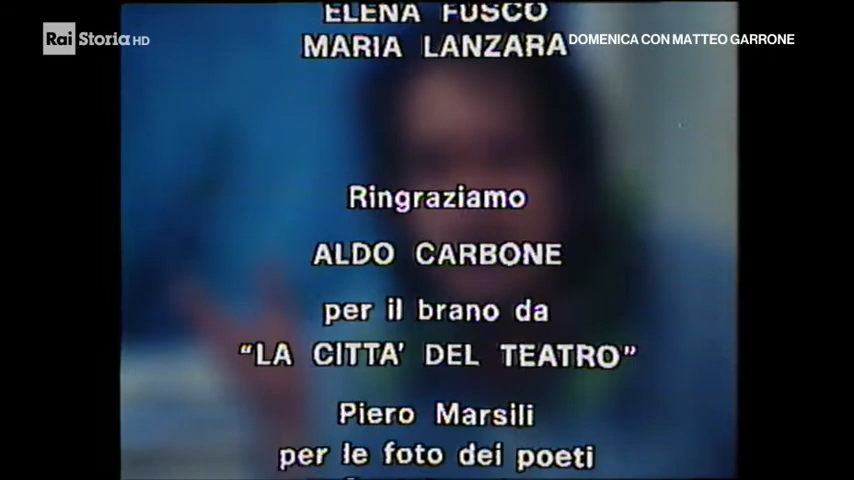 ELENA FUSCO
MARIA LANZARA
Rai Storia HD
DOMENICA CON MATTEO GARRONE
Ringraziamo
ALDO CARBONE
per il brano da
"LA CITTA' DEL TEATRO"
Piero Marsili
per le foto dei poeti